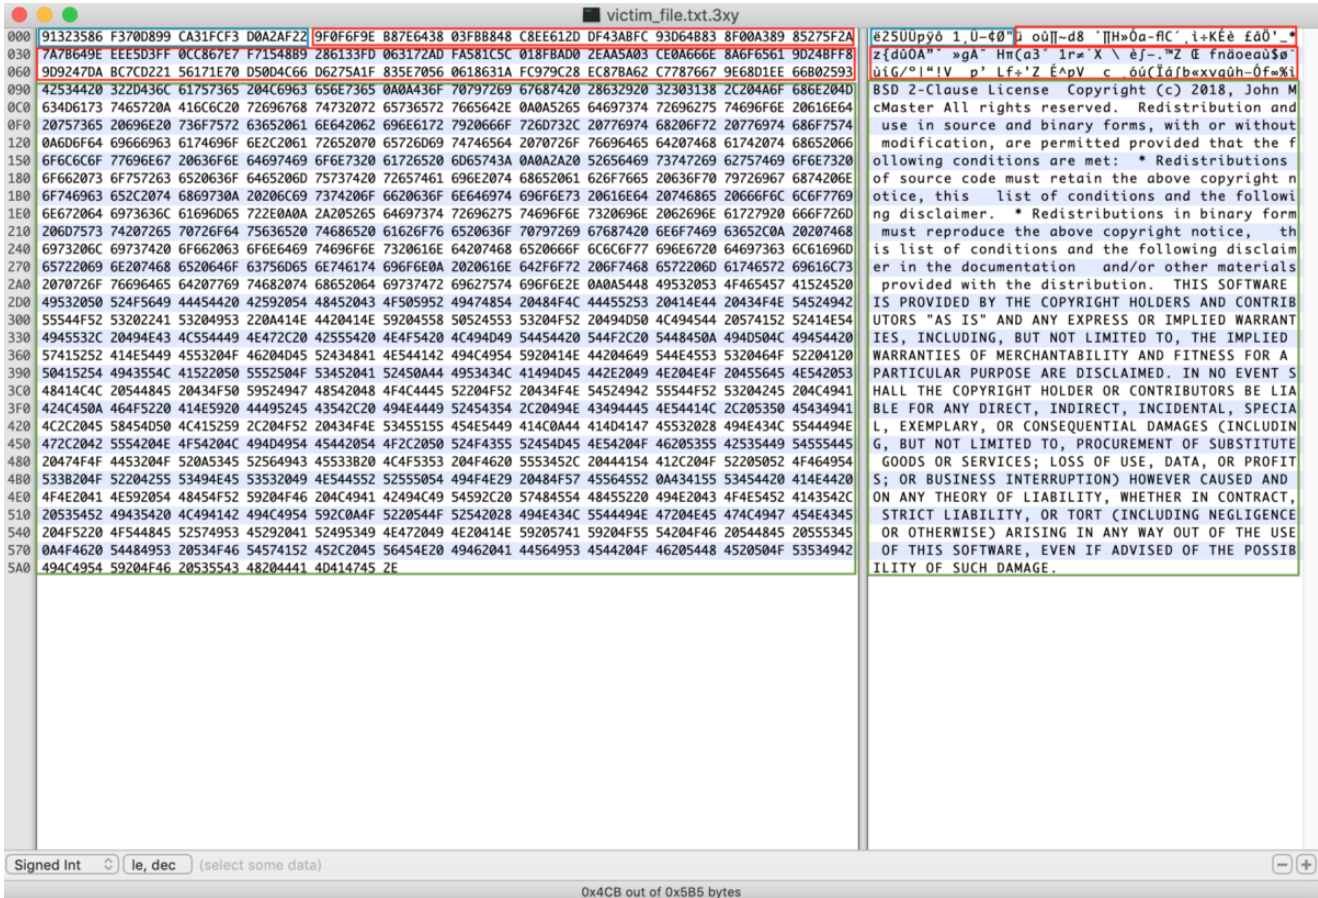 victim_file.txt.3xy
000 91323586 F370D899 CA31FCF3 D0A2AF22 9F0F6F9E B87E6438 03FBB848 C8EE612D DF43ABFC 93D64B83 8F00A389 85275F2A
030 7A7B649E EEE5D3FF 0CC867E7 F71548B9 286133FD 063172AD FA581C5C 018FBAD0 2EAA5A03 CE0A666E 8A6F6561 9D24BFF8
060 9D9247DA BC7CD221 56171E70 D50D4C66 D6275A1F 835E7056 0618631A FC979C28 EC87BA62 C7787667 9E68D1EE 66B02593
090 42534420 322D436C 61757365 204C6963 656E7365 0A0A436F 70797269 67687420 28632920 32303138 2C204A6F 686E204D BSD 2-Clause License  Copyright (c) 2018, John M
0C0 634D6173 7465720A 416C6C20 72696768 74732072 65736572 7665642E 0A0A5265 64697374 72696275 74696F6E 20616E64 cMaster All rights reserved.  Redistribution and
0F0 20757365 20696E20 736F7572 63652061 6E642062 696E6172 7920666F 726D732C 20776974 68206F72 20776974 686F7574 use in source and binary forms, with or without
120 0A6D6F64 69666963 6174696F 6E2C2061 72652070 65726D69 74746564 2070726F 76696465 64207468 61742074 68652066 modification, are permitted provided that the f
150 6F6C6C6F 77696E67 20636F6E 64697469 6F6E7320 61726520 6D65743A 0A0A2A20 52656469 73747269 62757469 6F6E7320 ollowing conditions are met:  * Redistributions
180 6F662073 6F757263 6520636F 6465206D 75737420 72657461 696E2074 68652061 626F7665 20636F70 79726967 6874206E of source code must retain the above copyright n
1B0 6F746963 652C2074 6869730A 20206C69 7374206F 6620636F 6E646974 696F6E73 20616E64 20746865 20666F6C 6C6F7769 otice, this   list of conditions and the followi
1E0 6E672064 6973636C 61696D65 722E0A0A 2A205265 64697374 72696275 74696F6E 7320696E 2062696E 61727920 666F726D ng disclaimer.  * Redistributions in binary form
210 206D7573 74207265 70726F64 75636520 74686520 61626F76 6520636F 70797269 67687420 6E6F7469 63652C0A 20207468 must reproduce the above copyright notice,   th
240 6973206C 69737420 6F662063 6F6E6469 74696F6E 7320616E 64207468 6520666F 6C6C6F77 696E6720 64697363 6C61696D is list of conditions and the following disclaim
270 65722069 6E207468 6520646F 63756D65 6E746174 696F6E0A 2020616E 642F6F72 206F7468 6572206D 61746572 69616C73 er in the documentation   and/or other materials
2A0 2070726F 76696465 64207769 74682074 68652064 69737472 69627574 696F6E2E 0A0A5448 49532053 4F465457 41524520 provided with the distribution.  THIS SOFTWARE
2D0 49532050 524F5649 44454420 42592054 48452043 4F505952 49474854 20484F4C 44455253 20414E44 20434F4E 54524942 IS PROVIDED BY THE COPYRIGHT HOLDERS AND CONTRIB
300 55544F52 53202241 53204953 220A414E 4420414E 59204558 50524553 53204F52 20494D50 4C494544 20574152 52414E54 UTORS "AS IS" AND ANY EXPRESS OR IMPLIED WARRANT
330 4945532C 20494E43 4C554449 4E472C20 42555420 4E4F5420 4C494D49 54454420 544F2C20 5448450A 494D504C 49454420 IES, INCLUDING, BUT NOT LIMITED TO, THE IMPLIED
360 57415252 414E5449 4553204F 46204D45 52434841 4E544142 494C4954 5920414E 44204649 544E4553 5320464F 52204120 WARRANTIES OF MERCHANTABILITY AND FITNESS FOR A
390 50415254 4943554C 41522050 5552504F 53452041 52450A44 4953434C 41494D45 442E2049 4E204E4F 20455645 4E542053 PARTICULAR PURPOSE ARE DISCLAIMED. IN NO EVENT S
3C0 48414C4C 20544845 20434F50 59524947 48542048 4F4C4445 52204F52 20434F4E 54524942 55544F52 53204245 204C4941 HALL THE COPYRIGHT HOLDER OR CONTRIBUTORS BE LIA
3F0 424C450A 464F5220 414E5920 44495245 43542C20 494E4449 52454354 2C20494E 43494445 4E54414C 2C205350 45434941 BLE FOR ANY DIRECT, INDIRECT, INCIDENTAL, SPECIA
420 4C2C2045 58454D50 4C415259 2C204F52 20434F4E 53455155 454E5449 414C0A44 414D4147 45532028 494E434C 5544494E L, EXEMPLARY, OR CONSEQUENTIAL DAMAGES (INCLUDIN
450 472C2042 5554204E 4F54204C 494D4954 45442054 4F2C2050 524F4355 52454D45 4E54204F 46205355 42535449 54555445 G, BUT NOT LIMITED TO, PROCUREMENT OF SUBSTITUTE
480 20474F4F 4453204F 520A5345 52564943 45533B20 4C4F5353 204F4620 5553452C 20444154 412C204F 52205052 4F464954 GOODS OR SERVICES; LOSS OF USE, DATA, OR PROFIT
4B0 533B204F 52204255 53494E45 53532049 4E544552 52555054 494F4E29 20484F57 45564552 0A434155 53454420 414E4420 S; OR BUSINESS INTERRUPTION) HOWEVER CAUSED AND
4E0 4F4E2041 4E592054 48454F52 59204F46 204C4941 42494C49 54592C20 57484554 48455220 494E2043 4F4E5452 4143542C ON ANY THEORY OF LIABILITY, WHETHER IN CONTRACT,
510 20535452 49435420 4C494142 494C4954 592C0A4F 5220544F 52542028 494E434C 5544494E 47204E45 474C4947 454E4345 STRICT LIABILITY, OR TORT (INCLUDING NEGLIGENCE
540 204F5220 4F544845 52574953 45292041 52495349 4E472049 4E20414E 59205741 59204F55 54204F46 20544845 20555345 OR OTHERWISE) ARISING IN ANY WAY OUT OF THE USE
570 0A4F4620 54484953 20534F46 54574152 452C2045 56454E20 49462041 44564953 4544204F 46205448 4520504F 53534942 OF THIS SOFTWARE, EVEN IF ADVISED OF THE POSSIB
5A0 494C4954 59204F46 20535543 48204441 4D414745 2E ILITY OF SUCH DAMAGE.
Signed Int le, dec (select some data)
0x4CB out of 0x5B5 bytes